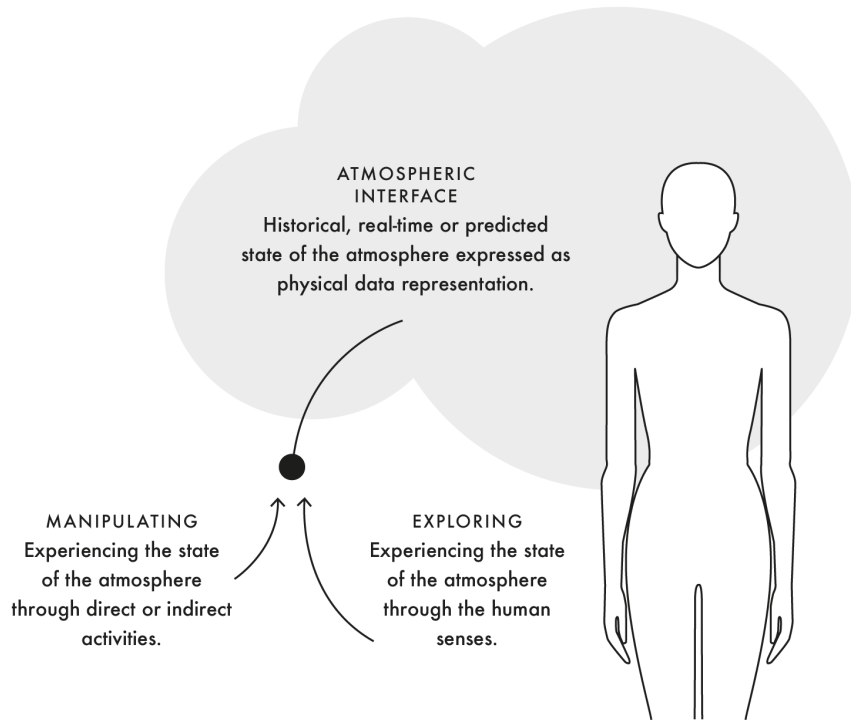 ATMOSPHERIC
INTERFACE
Historical, real-time or predicted
state of the atmosphere expressed as
physical data representation.
MANIPULATING
Experiencing the state
of the atmosphere
through direct or indirect
activities.
EXPLORING
Experiencing the state
of the atmosphere
through the human
senses.